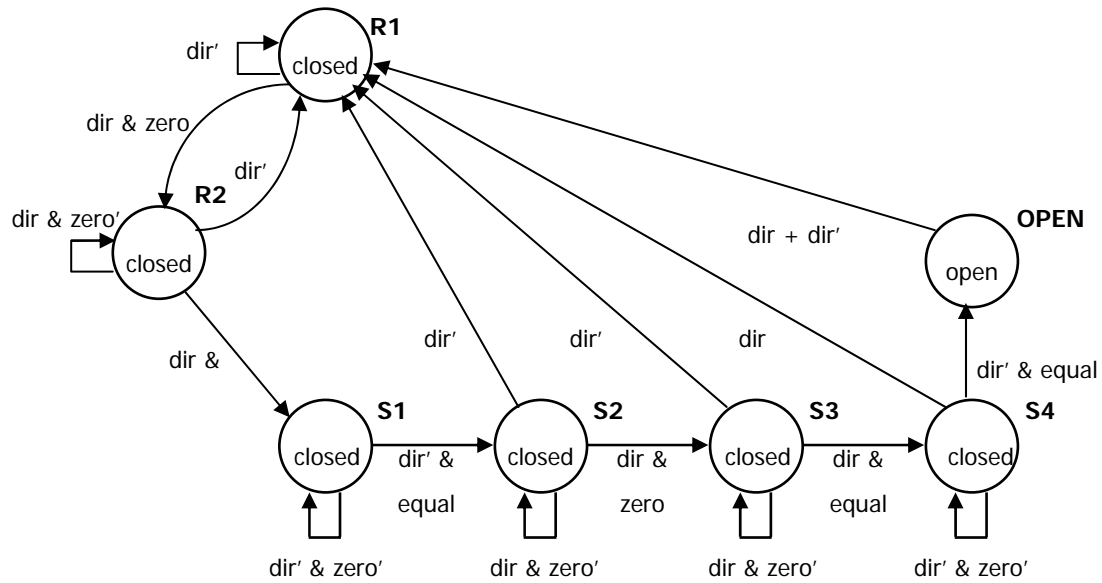 R1
dir'
closed
dir & zero
dir'
R2
dir & zero'
closed
OPEN
dir + dir'
open
dir'
dir'
dir
dir' & equal
dir &
S1
S2
S3
S4
closed
dir' &
equal
closed
dir &
zero
closed
dir &
equal
closed
dir' & zero'
dir & zero'
dir & zero'
dir' & zero'